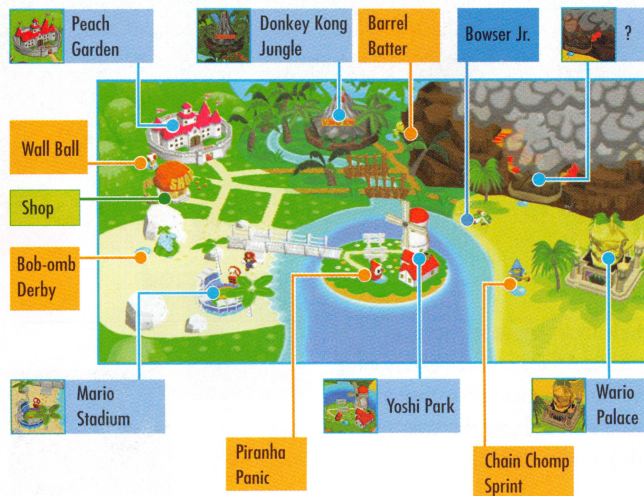 Peach
Garden
Donkey Kong
Jungle
Barrel
Batter
Bowser Jr.
?
Wall Ball
SHOP
Shop
Bob-omb
Derby
Mario
Stadium
Yoshi Park
Wario
Palace
Piranha
Panic
Chain Chomp
Sprint